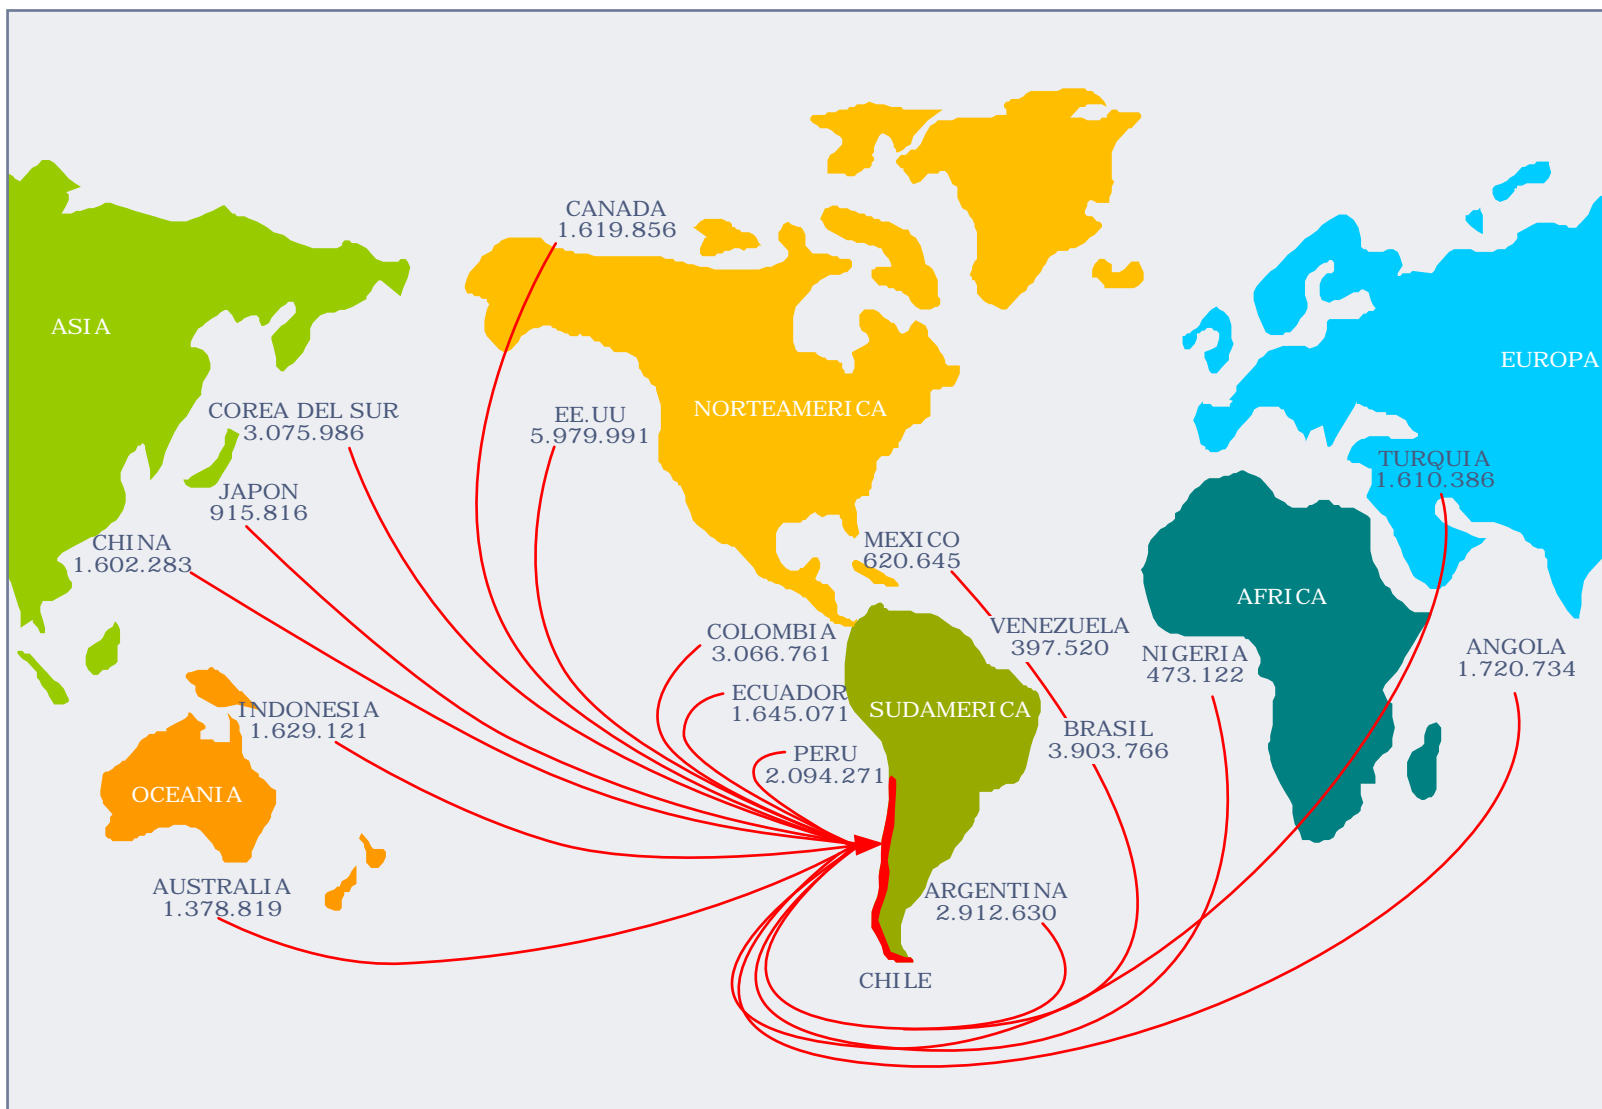 CANADA
1.619.856
ASIA
EUROPA
COREA DEL SUR
3.075.986
EE.UU
5.979.991
NORTEAMERICA
TURQUIA
1.610.386
JAPON
915.816
CHINA
1.602.283
MEXICO
620.645
AFRICA
COLOMBIA
3.066.761
VENEZUELA
397.520
NIGERIA
473.122
ANGOLA
1.720.734
ECUADOR
1.645.071
SUDAMERICA
INDONESIA
1.629.121
BRASIL
3.903.766
PERU
2.094.271
OCEANIA
AUSTRALIA
1.378.819
ARGENTINA
2.912.630
CHILE